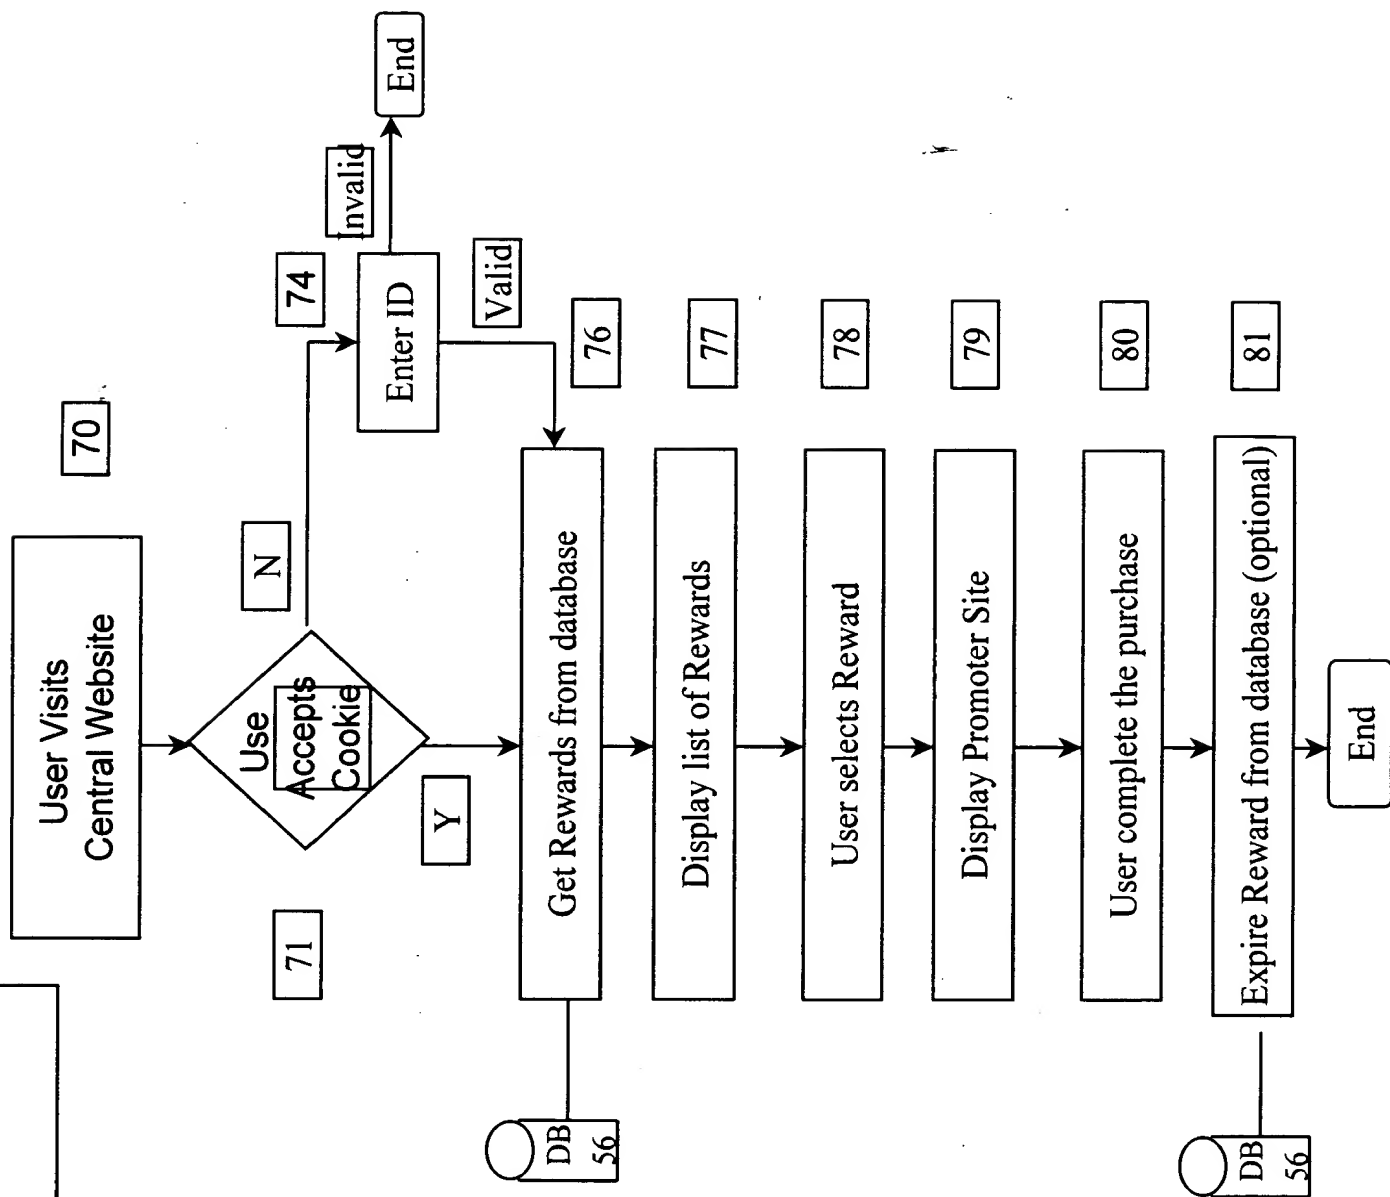 User Visits
Central Website
70
71
Use
Accepts
Cookie
N
Y
74
Enter ID
Invalid
End
Valid
Get Rewards from database
76
DB
56
Display list of Rewards
77
User selects Reward
78
Display Promoter Site
79
User complete the purchase
80
Expire Reward from database (optional)
81
DB
56
End